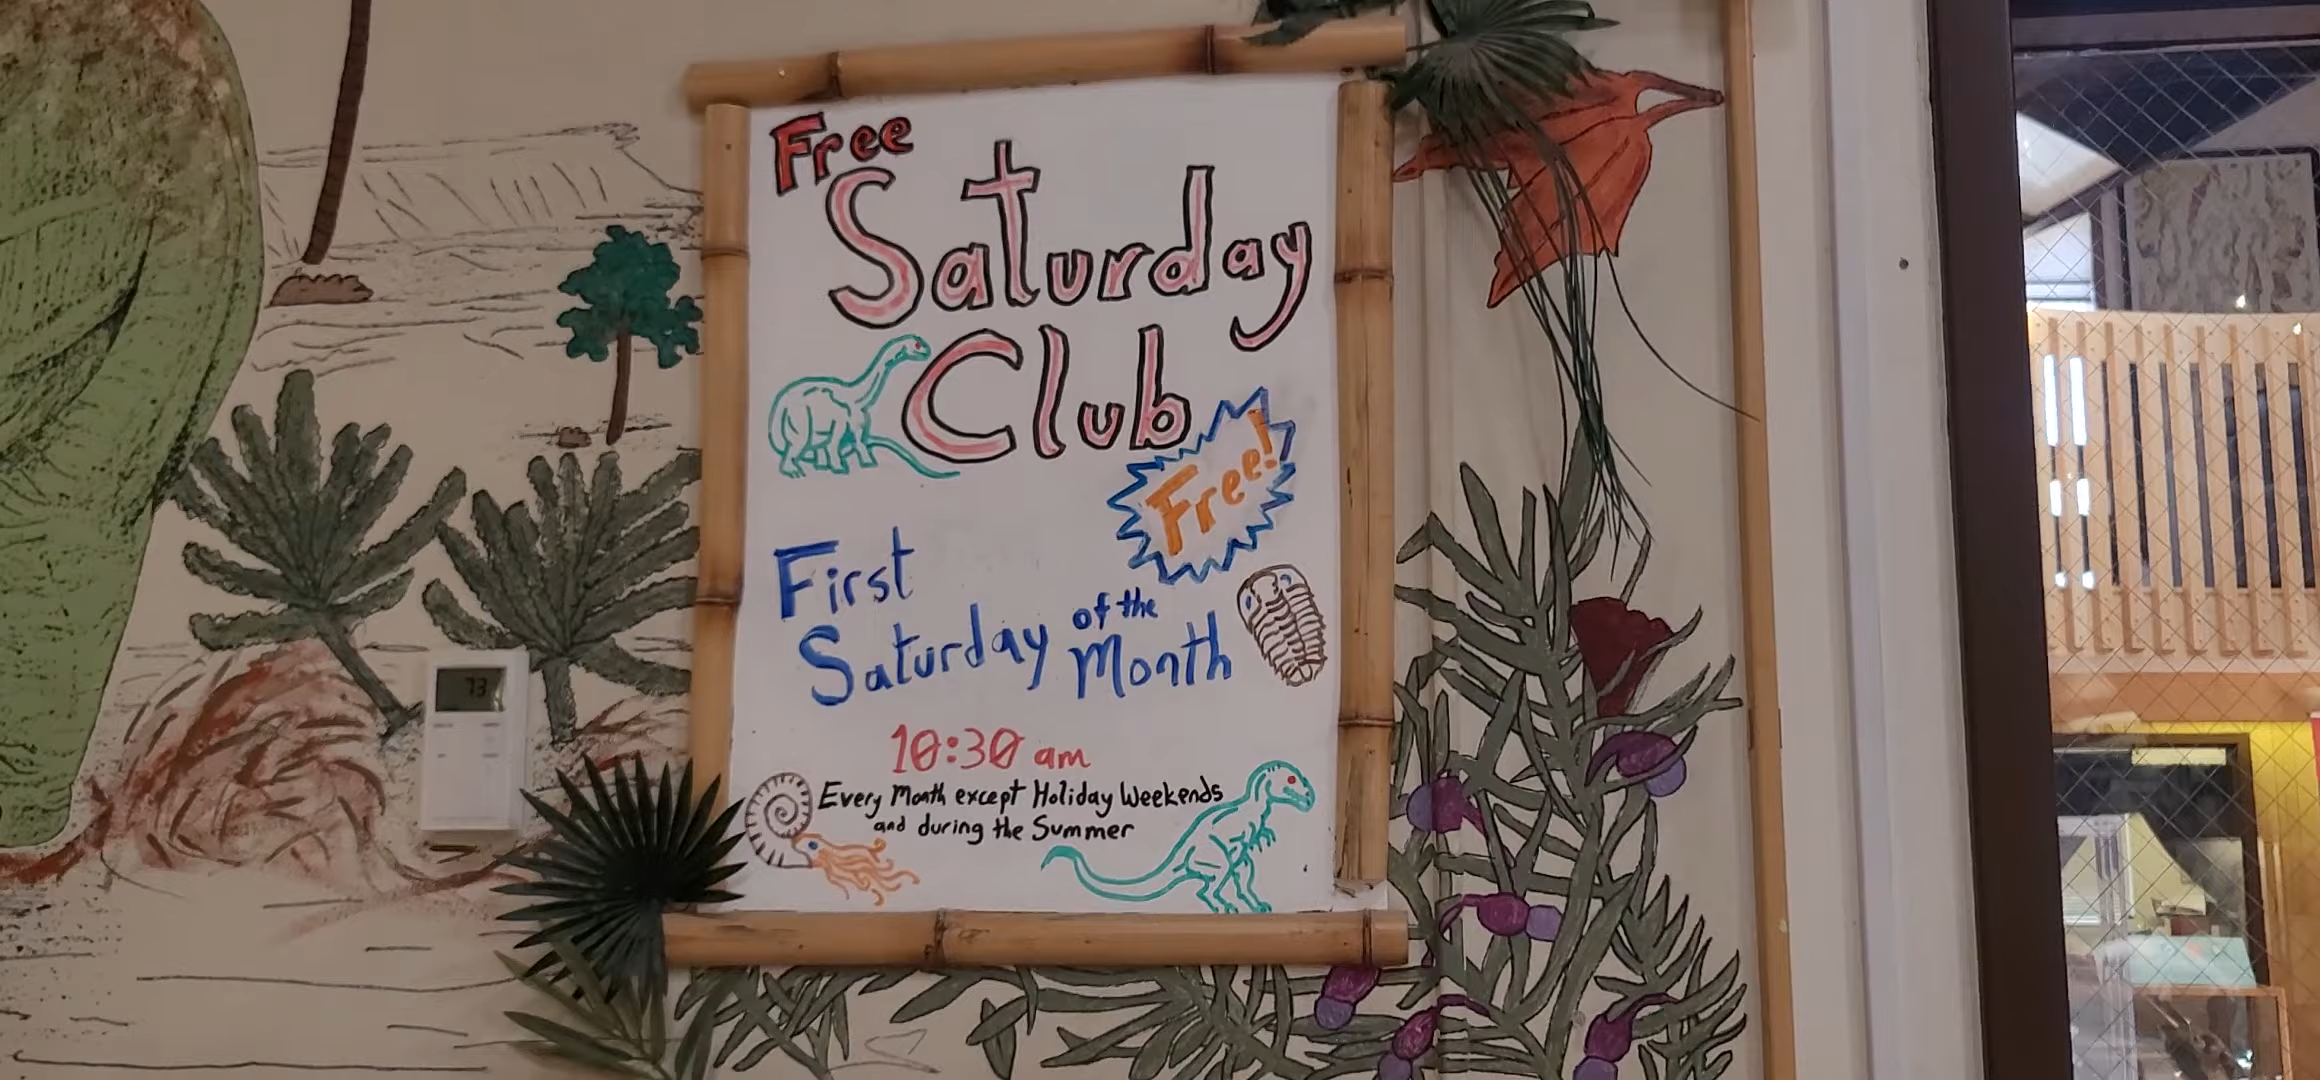 Free
Saturday
Club
Free!
First
Saturday of the
Month
10:30 am
Every Month except Holiday Weekends
and during the Summer
73